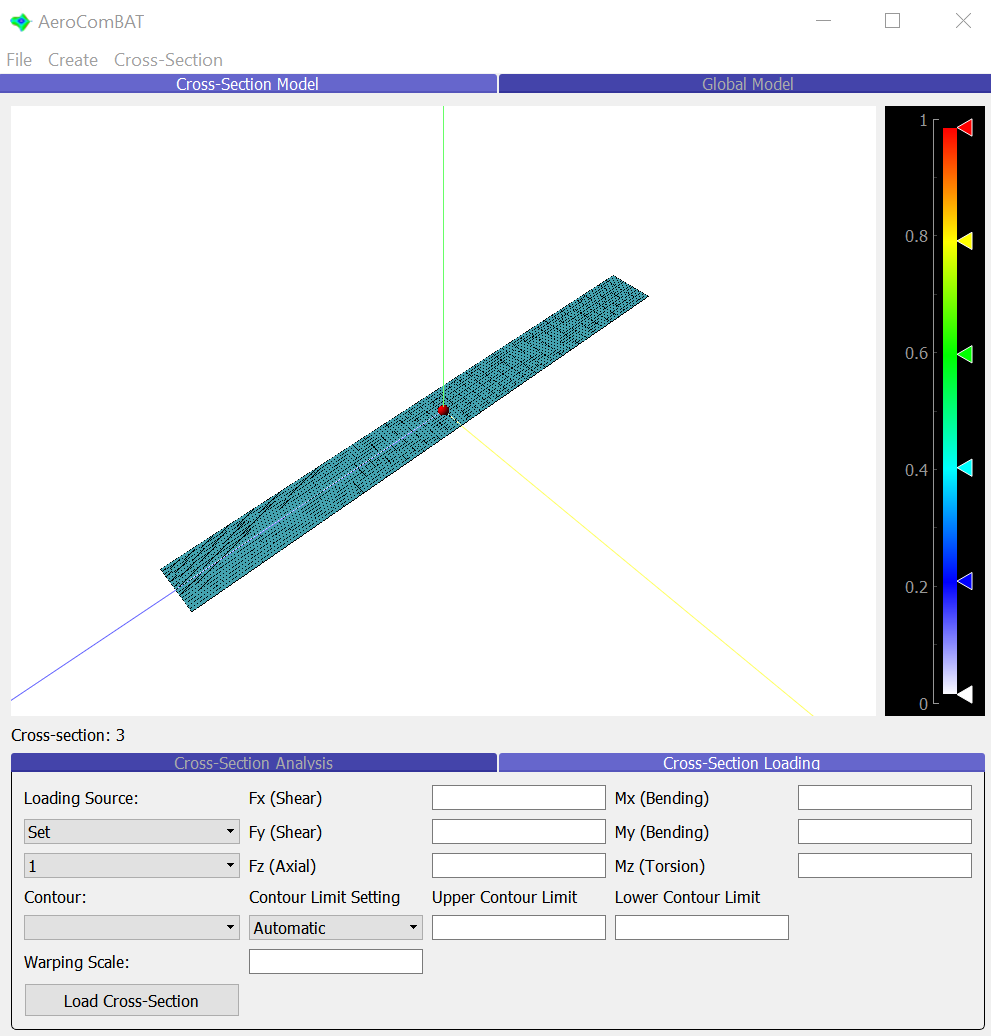 AeroComBAT
File Create Cross-Section
Cross-Section Model Global Model
1
0.8
0.6
0.4
0.2
0
Cross-section: 3
Cross-Section Analysis Cross-Section Loading
Loading Source: Fx (Shear) Mx (Bending)
Set Fy (Shear) My (Bending)
1 Fz (Axial) Mz (Torsion)
Contour: Contour Limit Setting Upper Contour Limit Lower Contour Limit
Automatic
Warping Scale:
Load Cross-Section